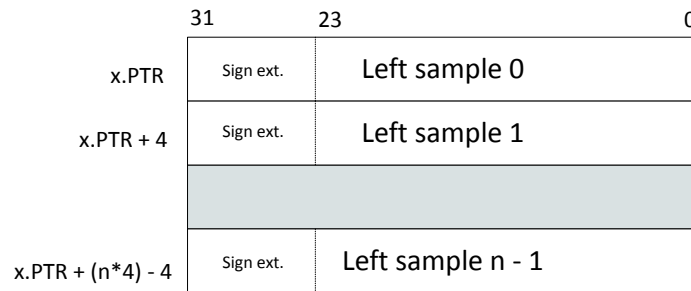 31 23 0
x.PTR Sign ext. Left sample 0
x.PTR + 4 Sign ext. Left sample 1
x.PTR + (n*4) - 4 Sign ext. Left sample n - 1